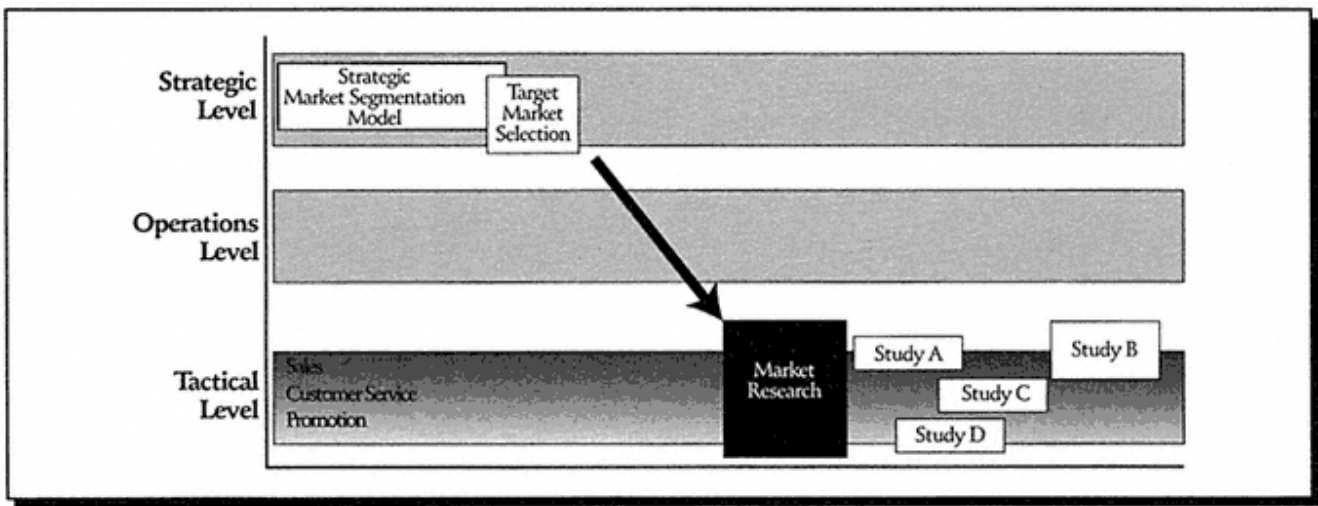 Strategic
Level
Strategic
Market Segmentation
Model
Target
Market
Selection
Operations
Level
Tactical
Level
Sales
Customer Service
Promotion
Market
Research
Study A
Study B
Study C
Study D